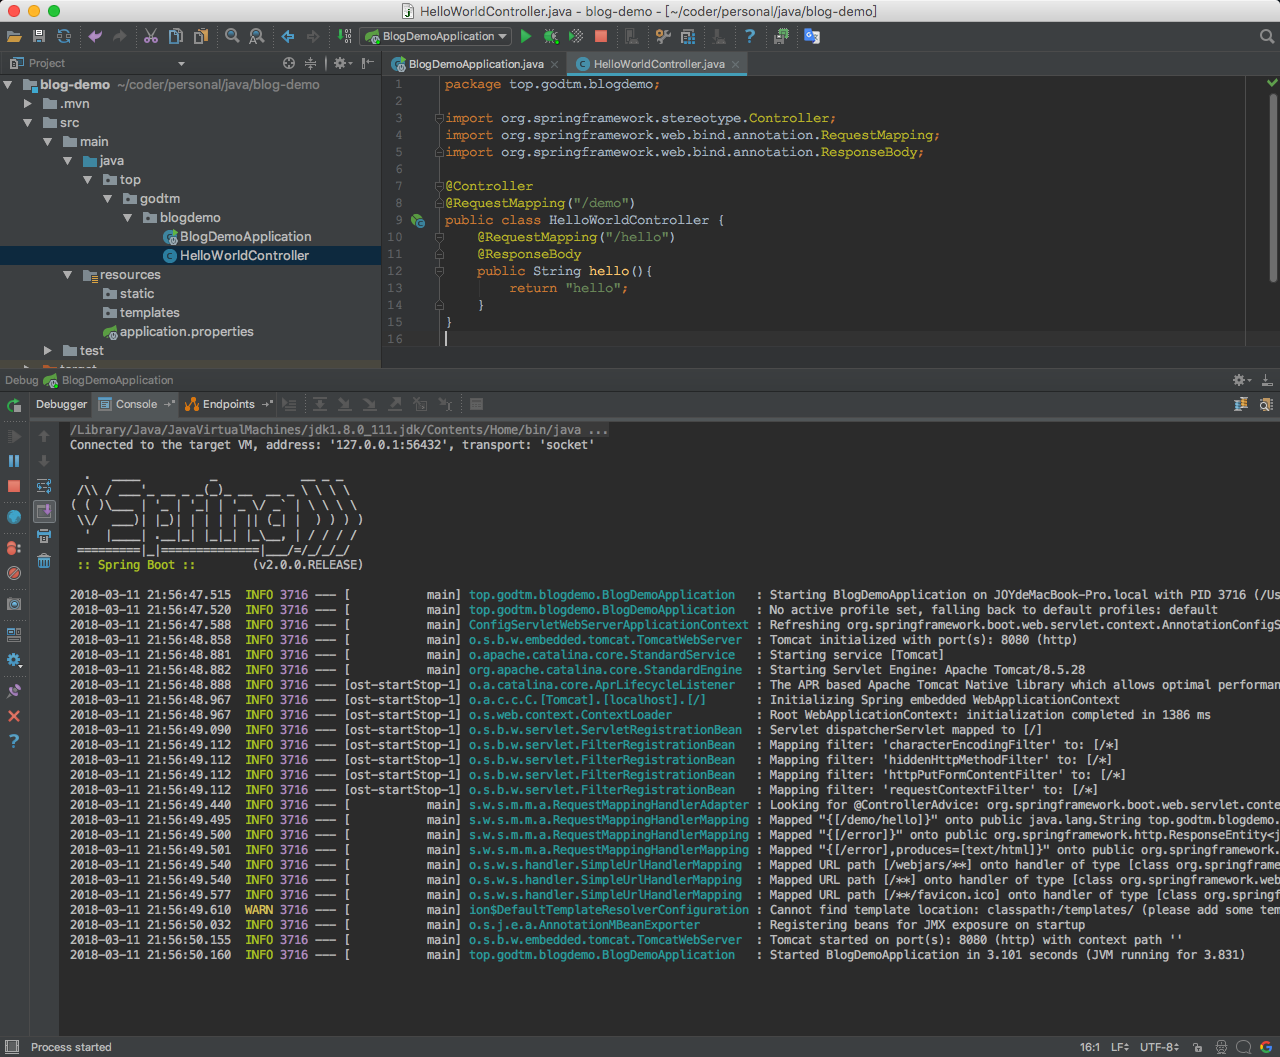 HelloWorldController.java - blog-demo - [~/coder/personal/java/blog-demo]
BlogDemoApplication
Project
BlogDemoApplication.java
HelloWorldController.java
blog-demo ~/coder/personal/java/blog-demo
.mvn
src
main
java
top
godtm
blogdemo
BlogDemoApplication
HelloWorldController
resources
static
templates
application.properties
test
target
1 package top.godtm.blogdemo;
2
3 import org.springframework.stereotype.Controller;
4 import org.springframework.web.bind.annotation.RequestMapping;
5 import org.springframework.web.bind.annotation.ResponseBody;
6
7 @Controller
8 @RequestMapping("/demo")
9 public class HelloWorldController {
10 @RequestMapping("/hello")
11 @ResponseBody
12 public String hello(){
13 return "hello";
14 }
15 }
16
Debug BlogDemoApplication
Debugger Console Endpoints
/Library/Java/JavaVirtualMachines/jdk1.8.0_111.jdk/Contents/Home/bin/java ...
Connected to the target VM, address: '127.0.0.1:56432', transport: 'socket'
  .   ____          _            __ _ _
 /\\ / ___'_ __ _ _(_)_ __  __ _ \ \ \ \
( ( )\___ | '_ | '_| | '_ \/ _` | \ \ \ \
 \\/  ___)| |_)| | | | | || (_| |  ) ) ) )
  '  |____| .__|_| |_|_| |_\__, | / / / /
 =========|_|==============|___/=/_/_/_/
 :: Spring Boot ::        (v2.0.0.RELEASE)
2018-03-11 21:56:47.515  INFO 3716 --- [           main] top.godtm.blogdemo.BlogDemoApplication   : Starting BlogDemoApplication on JOYdeMacBook-Pro.local with PID 3716 (/Us
2018-03-11 21:56:47.520  INFO 3716 --- [           main] top.godtm.blogdemo.BlogDemoApplication   : No active profile set, falling back to default profiles: default
2018-03-11 21:56:47.588  INFO 3716 --- [           main] ConfigServletWebServerApplicationContext : Refreshing org.springframework.boot.web.servlet.context.AnnotationConfigS
2018-03-11 21:56:48.858  INFO 3716 --- [           main] o.s.b.w.embedded.tomcat.TomcatWebServer  : Tomcat initialized with port(s): 8080 (http)
2018-03-11 21:56:48.881  INFO 3716 --- [           main] o.apache.catalina.core.StandardService   : Starting service [Tomcat]
2018-03-11 21:56:48.882  INFO 3716 --- [           main] org.apache.catalina.core.StandardEngine  : Starting Servlet Engine: Apache Tomcat/8.5.28
2018-03-11 21:56:48.888  INFO 3716 --- [ost-startStop-1] o.a.catalina.core.AprLifecycleListener   : The APR based Apache Tomcat Native library which allows optimal performan
2018-03-11 21:56:48.967  INFO 3716 --- [ost-startStop-1] o.a.c.c.C.[Tomcat].[localhost].[/]       : Initializing Spring embedded WebApplicationContext
2018-03-11 21:56:48.967  INFO 3716 --- [ost-startStop-1] o.s.web.context.ContextLoader            : Root WebApplicationContext: initialization completed in 1386 ms
2018-03-11 21:56:49.090  INFO 3716 --- [ost-startStop-1] o.s.b.w.servlet.ServletRegistrationBean  : Servlet dispatcherServlet mapped to [/]
2018-03-11 21:56:49.112  INFO 3716 --- [ost-startStop-1] o.s.b.w.servlet.FilterRegistrationBean   : Mapping filter: 'characterEncodingFilter' to: [/*]
2018-03-11 21:56:49.112  INFO 3716 --- [ost-startStop-1] o.s.b.w.servlet.FilterRegistrationBean   : Mapping filter: 'hiddenHttpMethodFilter' to: [/*]
2018-03-11 21:56:49.112  INFO 3716 --- [ost-startStop-1] o.s.b.w.servlet.FilterRegistrationBean   : Mapping filter: 'httpPutFormContentFilter' to: [/*]
2018-03-11 21:56:49.112  INFO 3716 --- [ost-startStop-1] o.s.b.w.servlet.FilterRegistrationBean   : Mapping filter: 'requestContextFilter' to: [/*]
2018-03-11 21:56:49.440  INFO 3716 --- [           main] s.w.s.m.m.a.RequestMappingHandlerAdapter : Looking for @ControllerAdvice: org.springframework.boot.web.servlet.conte
2018-03-11 21:56:49.495  INFO 3716 --- [           main] s.w.s.m.m.a.RequestMappingHandlerMapping : Mapped "{[/demo/hello]}" onto public java.lang.String top.godtm.blogdemo.
2018-03-11 21:56:49.500  INFO 3716 --- [           main] s.w.s.m.m.a.RequestMappingHandlerMapping : Mapped "{[/error]}" onto public org.springframework.http.ResponseEntity<j
2018-03-11 21:56:49.501  INFO 3716 --- [           main] s.w.s.m.m.a.RequestMappingHandlerMapping : Mapped "{[/error],produces=[text/html]}" onto public org.springframework.
2018-03-11 21:56:49.540  INFO 3716 --- [           main] o.s.w.s.handler.SimpleUrlHandlerMapping  : Mapped URL path [/webjars/**] onto handler of type [class org.springframe
2018-03-11 21:56:49.540  INFO 3716 --- [           main] o.s.w.s.handler.SimpleUrlHandlerMapping  : Mapped URL path [/**] onto handler of type [class org.springframework.web
2018-03-11 21:56:49.577  INFO 3716 --- [           main] o.s.w.s.handler.SimpleUrlHandlerMapping  : Mapped URL path [/**/favicon.ico] onto handler of type [class org.springf
2018-03-11 21:56:49.610  WARN 3716 --- [           main] ion$DefaultTemplateResolverConfiguration : Cannot find template location: classpath:/templates/ (please add some tem
2018-03-11 21:56:50.032  INFO 3716 --- [           main] o.s.j.e.a.AnnotationMBeanExporter        : Registering beans for JMX exposure on startup
2018-03-11 21:56:50.155  INFO 3716 --- [           main] o.s.b.w.embedded.tomcat.TomcatWebServer  : Tomcat started on port(s): 8080 (http) with context path ''
2018-03-11 21:56:50.160  INFO 3716 --- [           main] top.godtm.blogdemo.BlogDemoApplication   : Started BlogDemoApplication in 3.101 seconds (JVM running for 3.831)
Process started
16:1 LF UTF-8